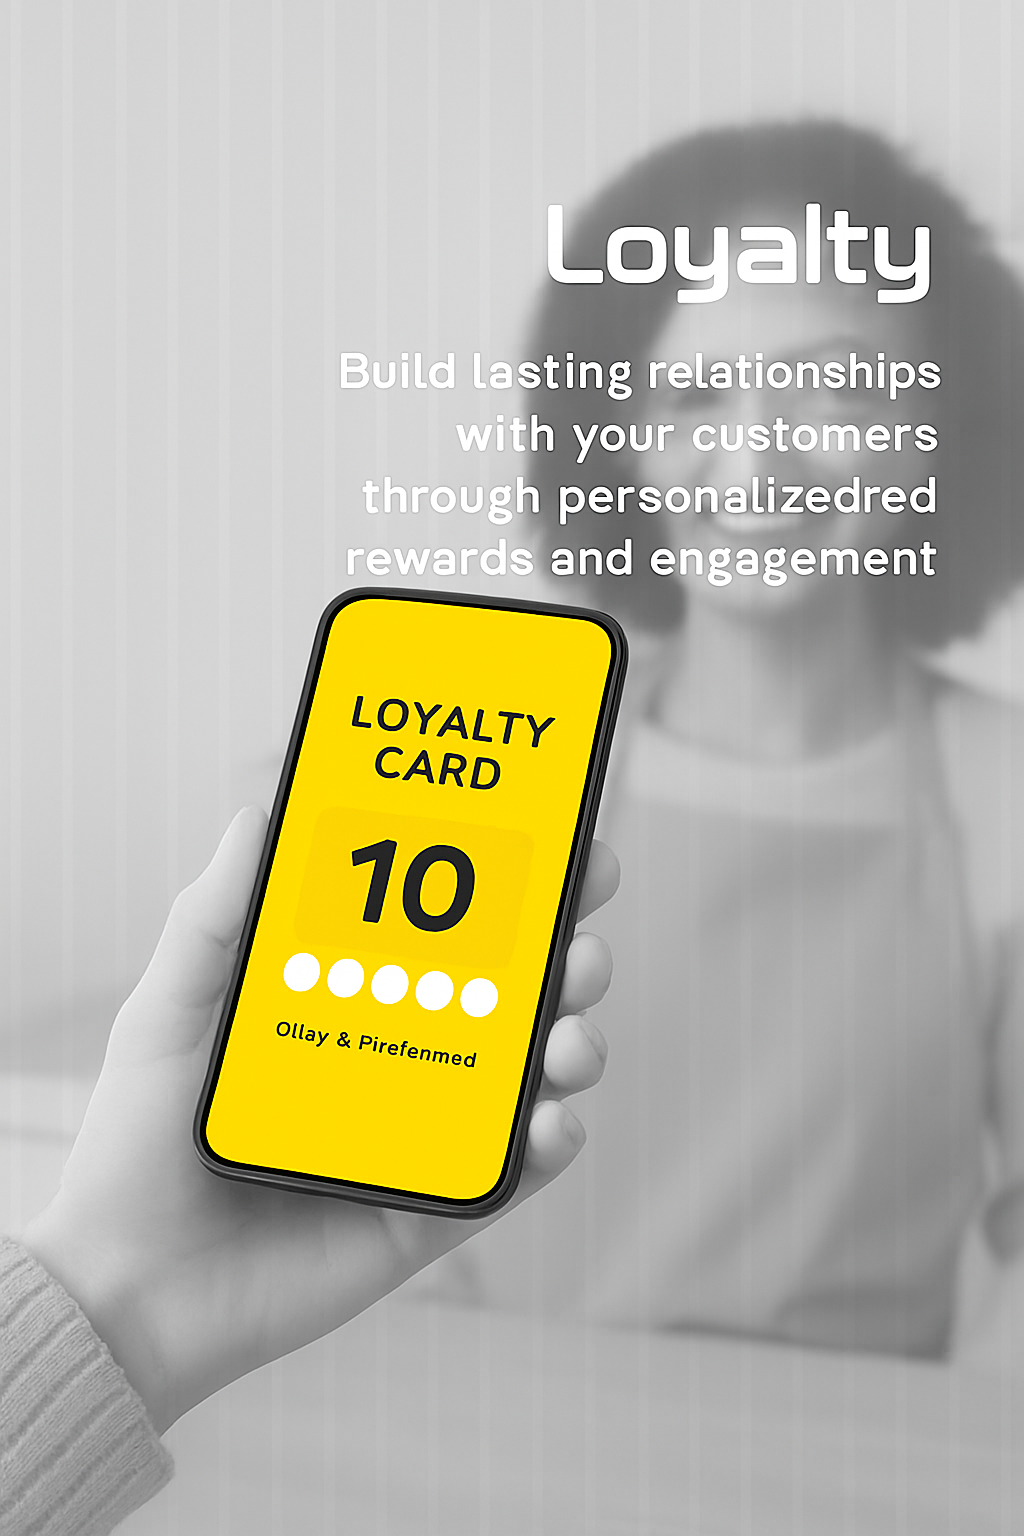 Loyalty
Build lasting relationships
with your customers
through personalizedred
rewards and engagement
LOYALTY
CARD
10
Ollay & Pirefenmed